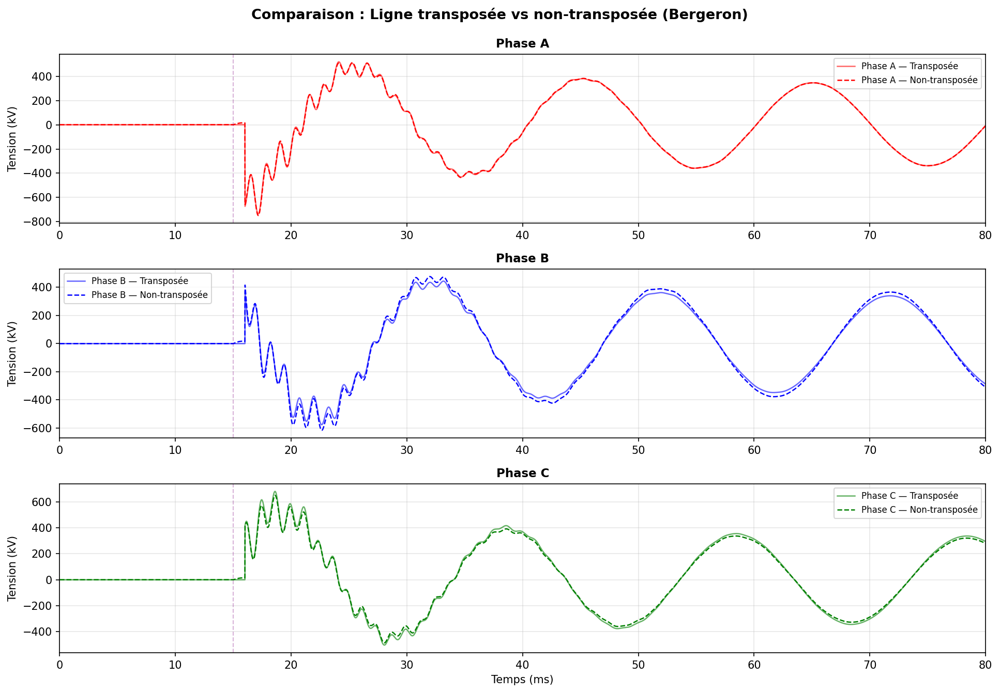 Comparaison : Ligne transposée vs non-transposée (Bergeron)
Phase A
Tension (kV)
400
200
0
−200
−400
−600
−800
Phase A — Transposée
Phase A — Non-transposée
0 10 20 30 40 50 60 70 80
Phase B
Tension (kV)
400
200
0
−200
−400
−600
Phase B — Transposée
Phase B — Non-transposée
0 10 20 30 40 50 60 70 80
Phase C
Tension (kV)
600
400
200
0
−200
−400
Phase C — Transposée
Phase C — Non-transposée
0 10 20 30 40 50 60 70 80
Temps (ms)